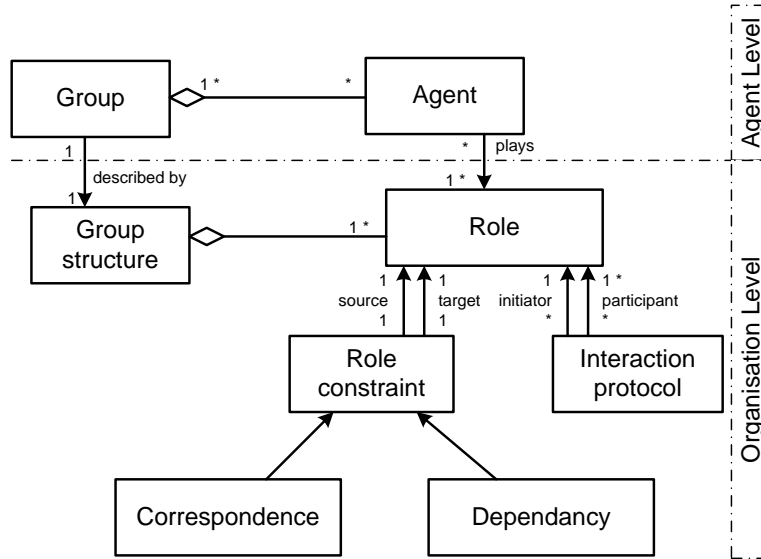 Group
1 *
*
Agent
Agent Level
1
described by
1
*
plays
1 *
Group
structure
1 *
Role
1
source
1
1
target
1
1
initiator
*
1 *
participant
*
Role
constraint
Interaction
protocol
Organisation Level
Correspondence
Dependancy